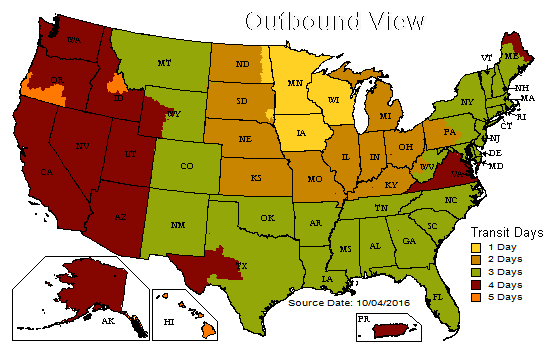 Outbound View
WA
MT
ND
MN
ME
VT
OR
ID
SD
WI
NH
MA
WY
MI
NY
RI
CT
NE
IA
PA
NJ
NV
UT
CO
IL
IN
OH
DE
MD
WV
VA
CA
KS
MO
KY
NC
TN
AZ
NM
OK
AR
SC
MS
AL
GA
TX
LA
FL
AK
HI
PR
Transit Days
1 Day
2 Days
3 Days
4 Days
5 Days
Source Date: 10/04/2016